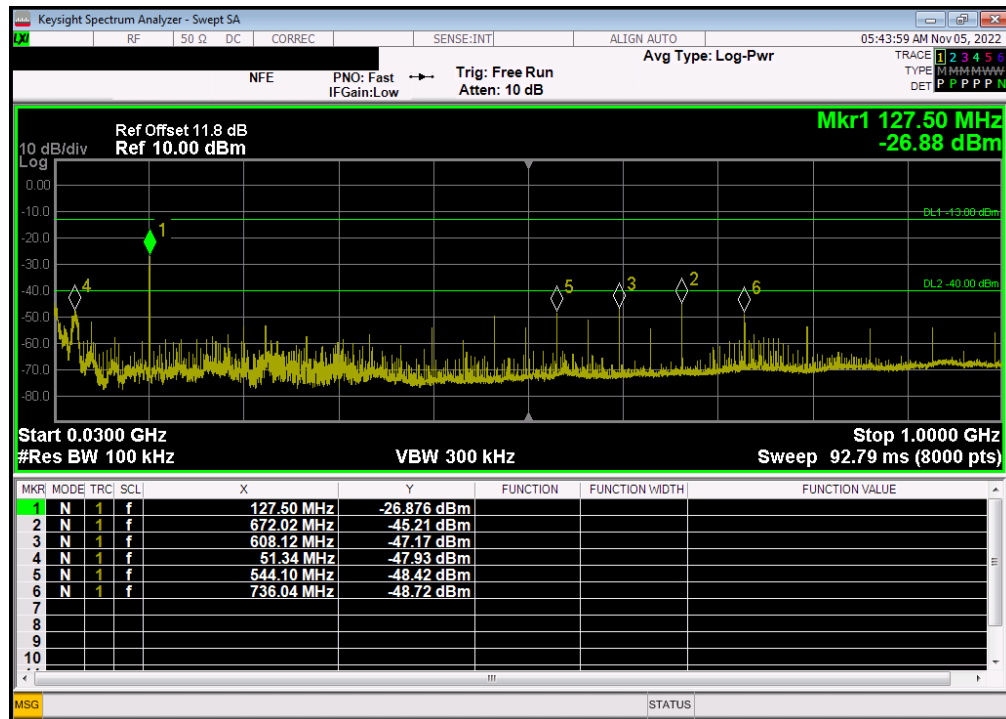 Keysight Spectrum Analyzer - Swept SA
LXI RF 50 Ω DC CORREC SENSE:INT ALIGN AUTO 05:43:59 AM Nov 05, 2022
NFE PNO: Fast Trig: Free Run Avg Type: Log-Pwr TRACE 1 2 3 4 5 6
IFGain:Low Atten: 10 dB TYPE M M M M W W
DET P P P P P N
Mkr1 127.50 MHz
-26.88 dBm
Ref Offset 11.8 dB
10 dB/div Ref 10.00 dBm
Log
0.00
-10.0
DL1 -13.00 dBm
-20.0
1
-30.0
DL2 -40.00 dBm
-40.0
4 5 3 2 6
-50.0
-60.0
-70.0
-80.0
Start 0.0300 GHz Stop 1.0000 GHz
#Res BW 100 kHz VBW 300 kHz Sweep 92.79 ms (8000 pts)
MKR MODE TRC SCL X Y FUNCTION FUNCTION WIDTH FUNCTION VALUE
1 N 1 f 127.50 MHz -26.876 dBm
2 N 1 f 672.02 MHz -45.21 dBm
3 N 1 f 608.12 MHz -47.17 dBm
4 N 1 f 51.34 MHz -47.93 dBm
5 N 1 f 544.10 MHz -48.42 dBm
6 N 1 f 736.04 MHz -48.72 dBm
7
8
9
10
MSG STATUS